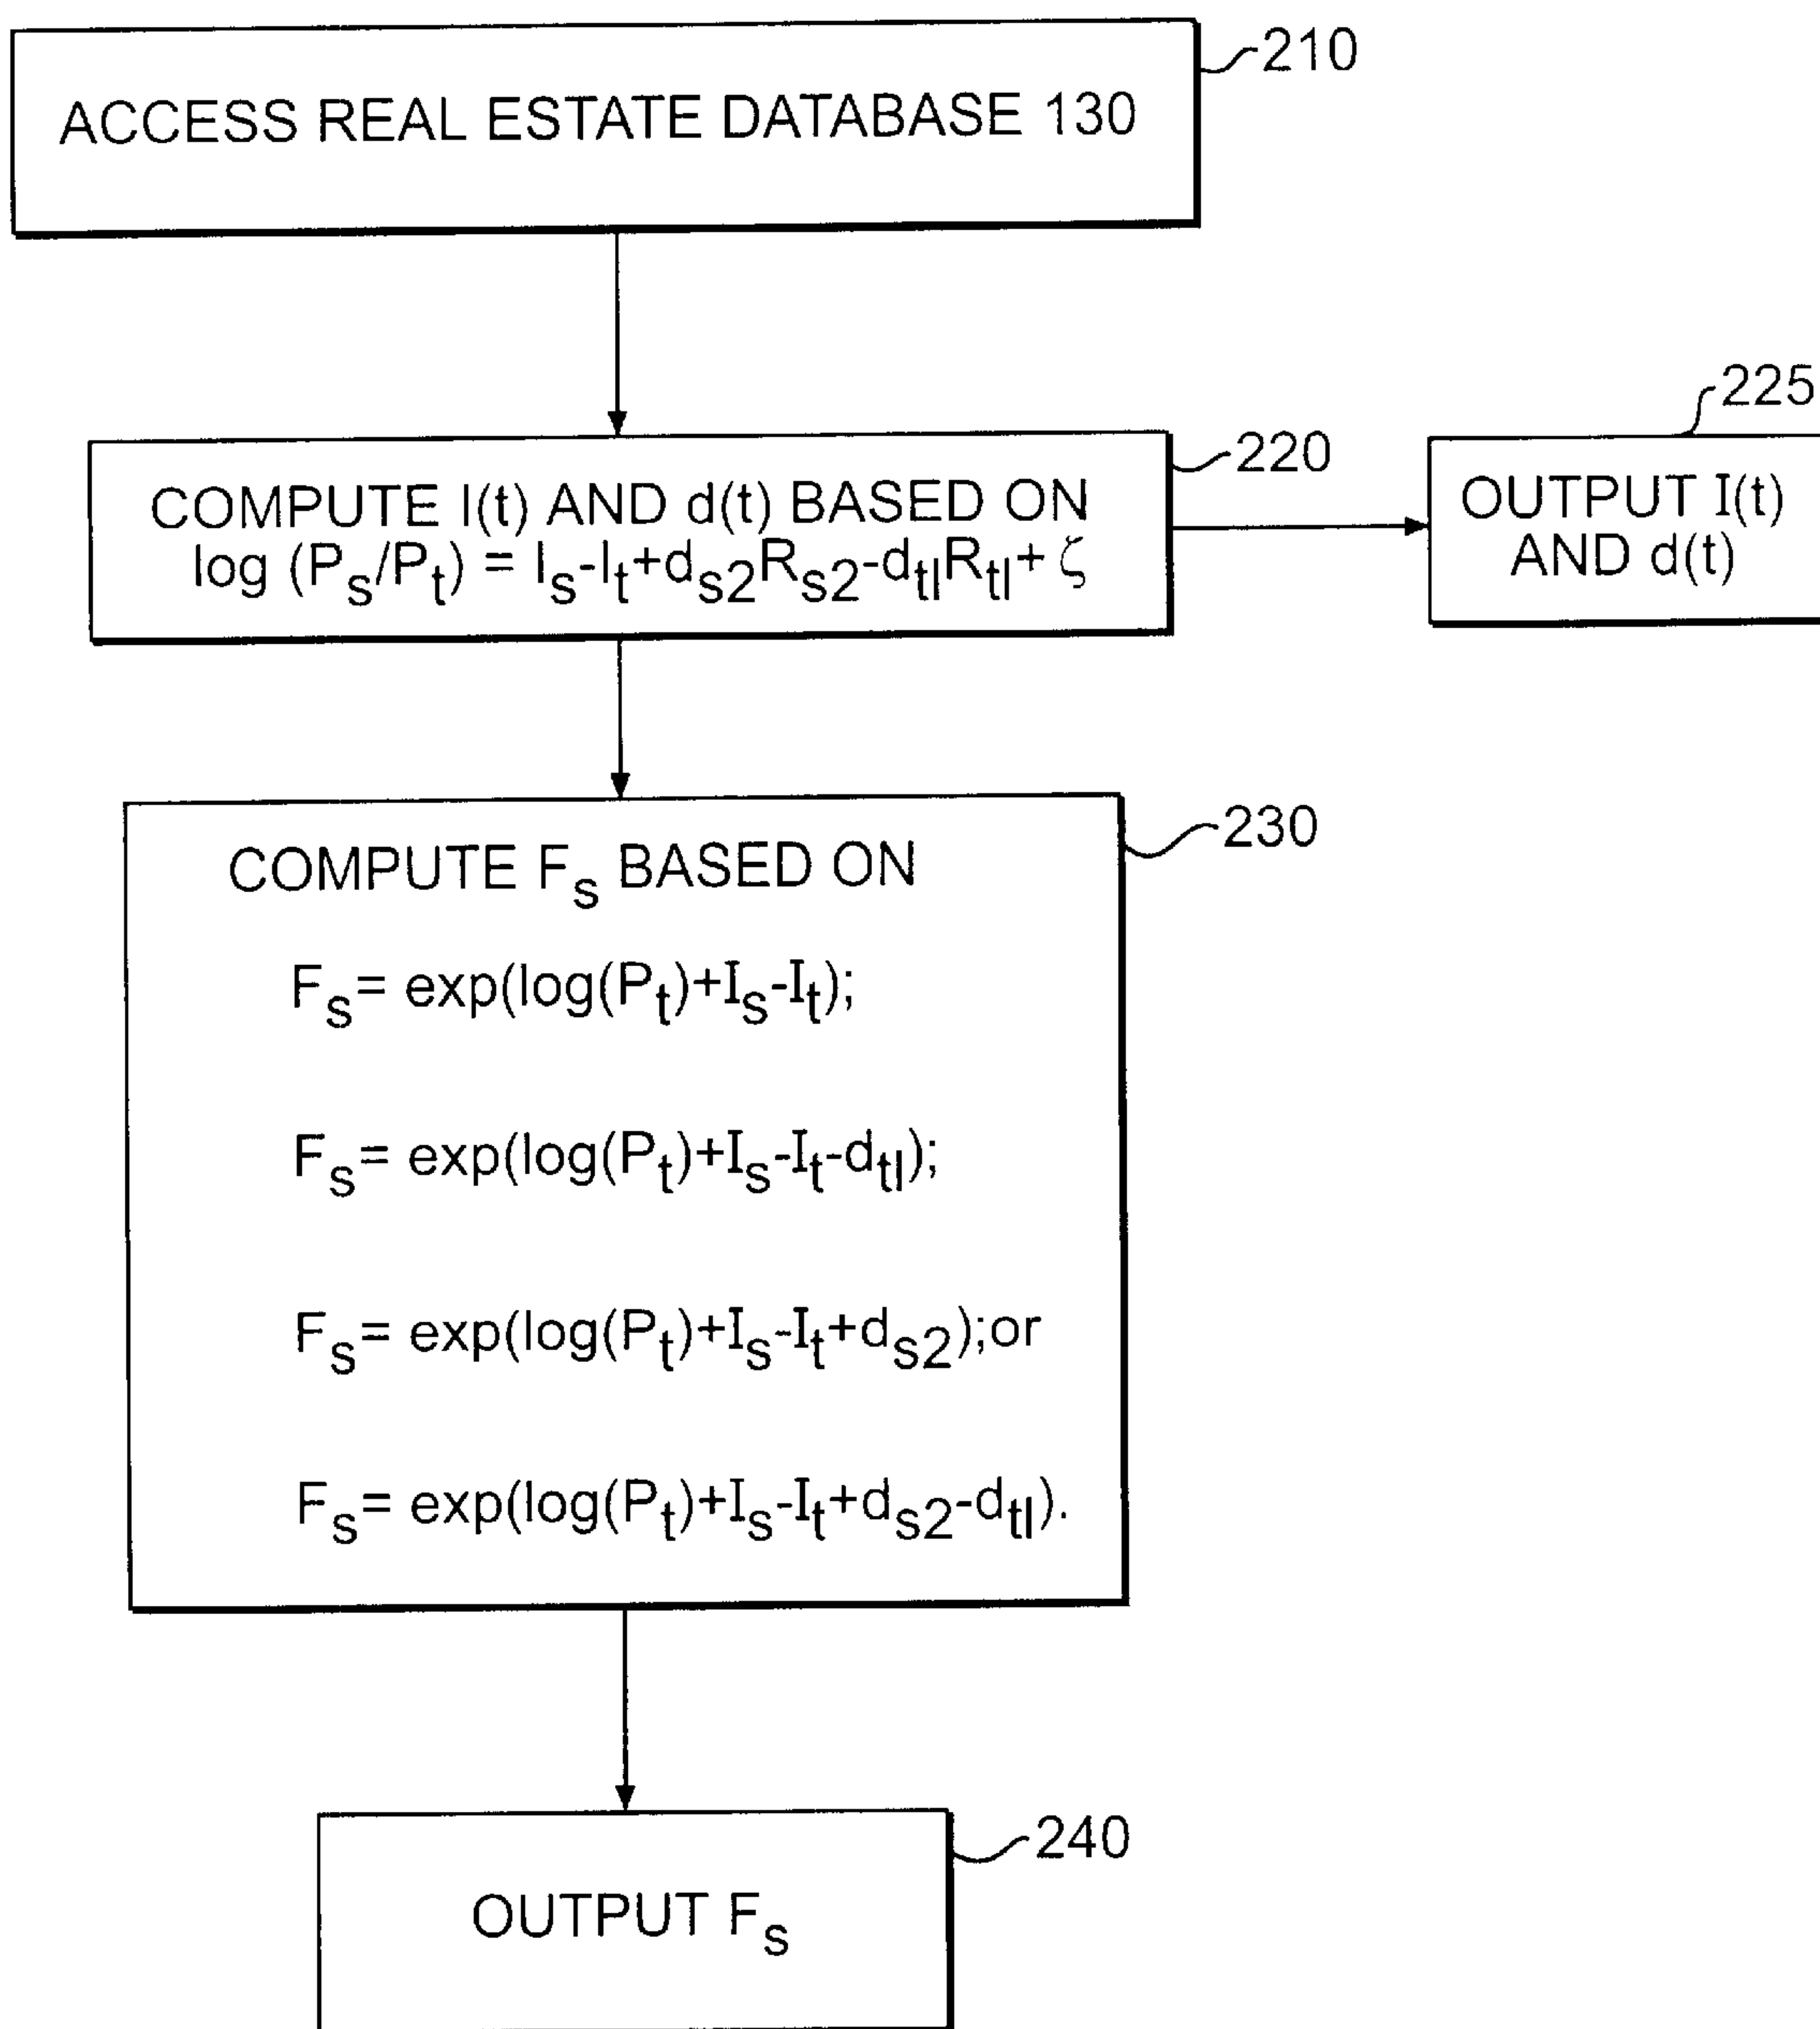 210
ACCESS REAL ESTATE DATABASE 130
220
COMPUTE I(t) AND d(t) BASED ON
log (Ps/Pt) = Is-It+ds2Rs2-dtlRtl+ ζ
225
OUTPUT I(t)
AND d(t)
230
COMPUTE Fs BASED ON
Fs= exp(log(Pt)+Is-It);
Fs= exp(log(Pt)+Is-It-dtl);
Fs= exp(log(Pt)+Is-It+ds2);or
Fs= exp(log(Pt)+Is-It+ds2-dtl).
240
OUTPUT Fs